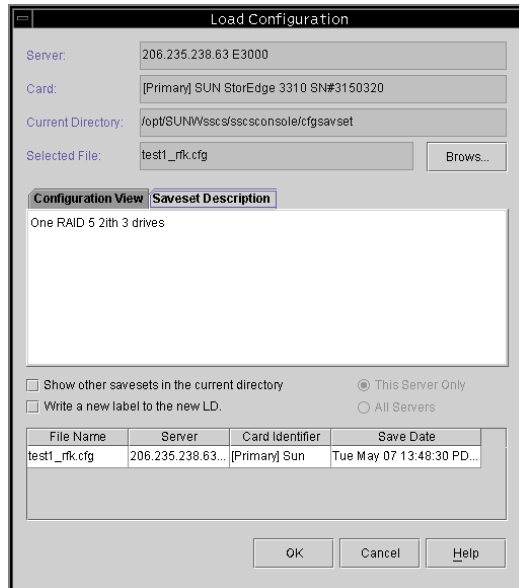 Load Configuration
Server: 206.235.238.63 E3000
Card: [Primary] SUN StorEdge 3310 SN#3150320
Current Directory: /opt/SUNWsscs/sscsconsole/cfgsavset
Selected File: test1_rfk.cfg Brows...
Configuration View Saveset Description
One RAID 5 2ith 3 drives
Show other savesets in the current directory This Server Only
Write a new label to the new LD. All Servers
File Name Server Card Identifier Save Date
test1_rfk.cfg 206.235.238.63... [Primary] Sun Tue May 07 13:48:30 PD...
OK Cancel Help